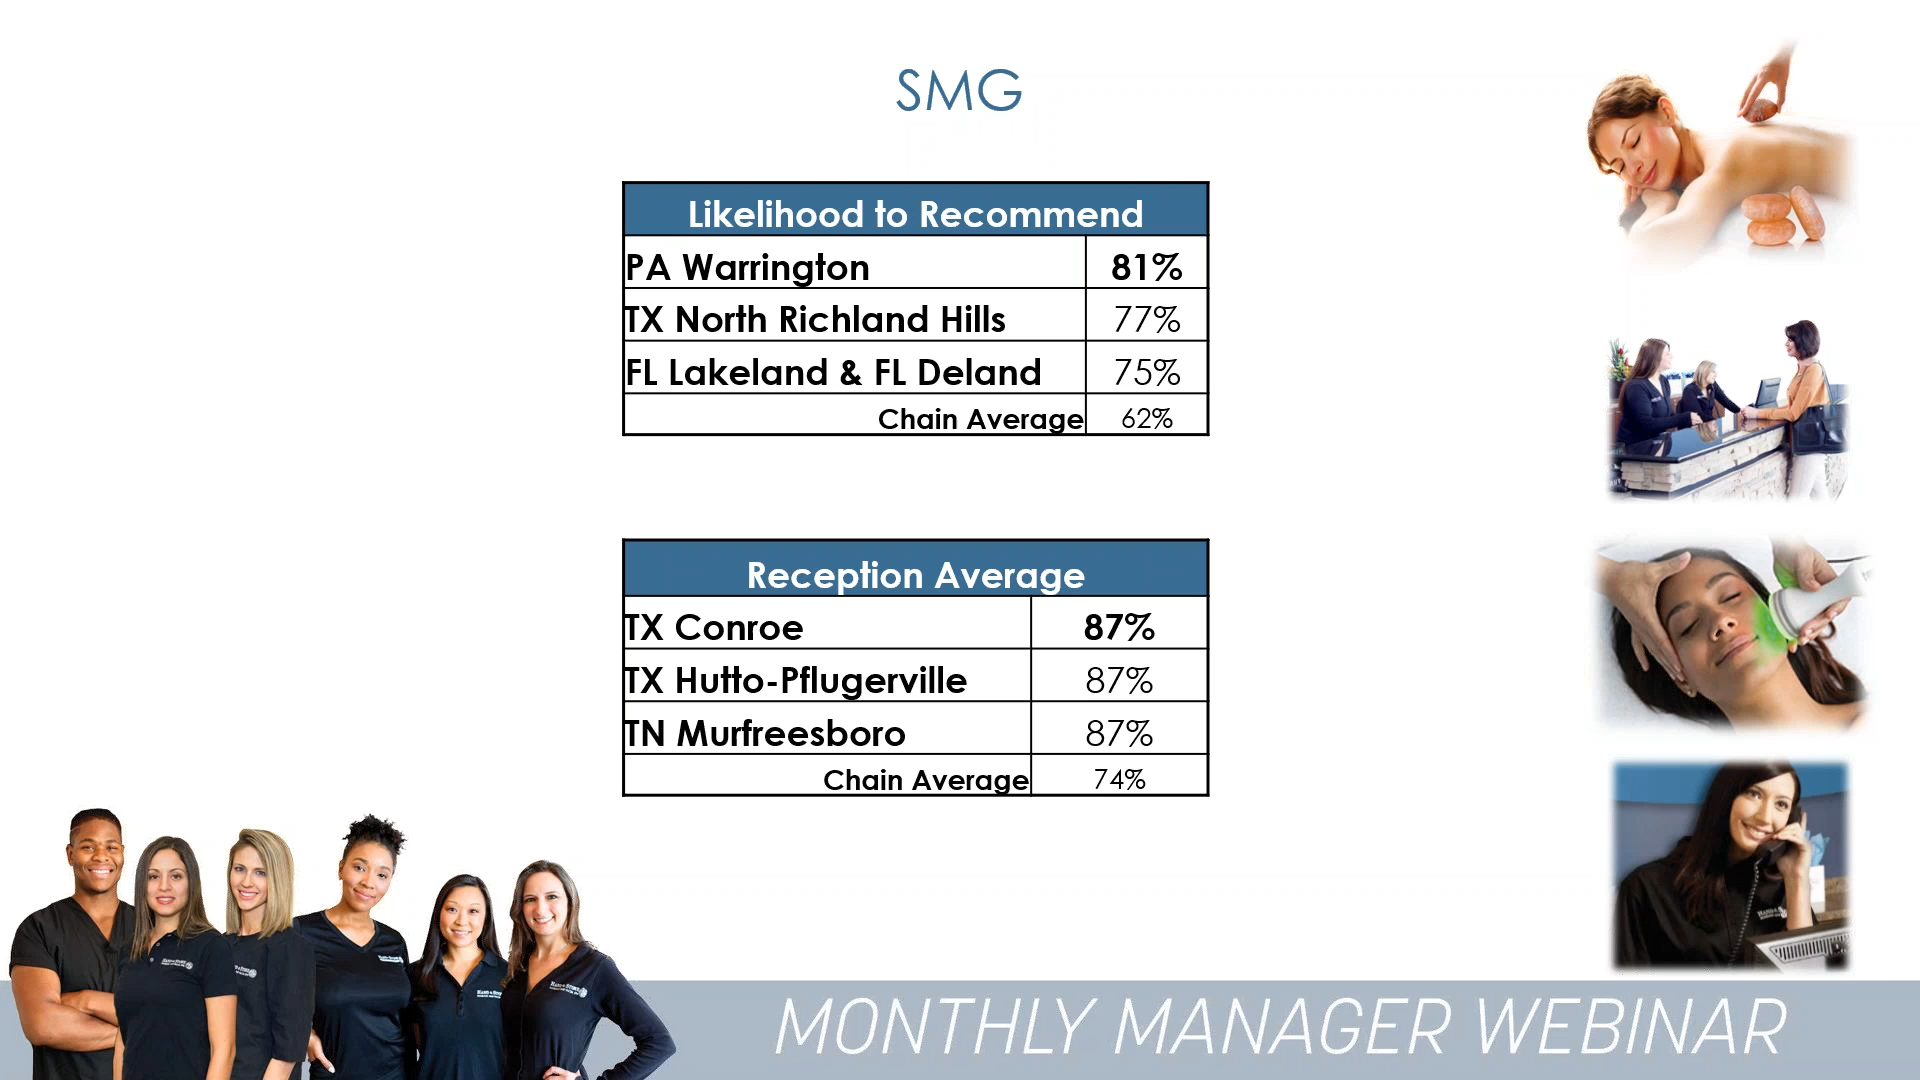 SMG
Likelihood to Recommend
PA Warrington 81%
TX North Richland Hills 77%
FL Lakeland & FL Deland 75%
Chain Average 62%
Reception Average
TX Conroe 87%
TX Hutto-Pflugerville 87%
TN Murfreesboro 87%
Chain Average 74%
MONTHLY MANAGER WEBINAR